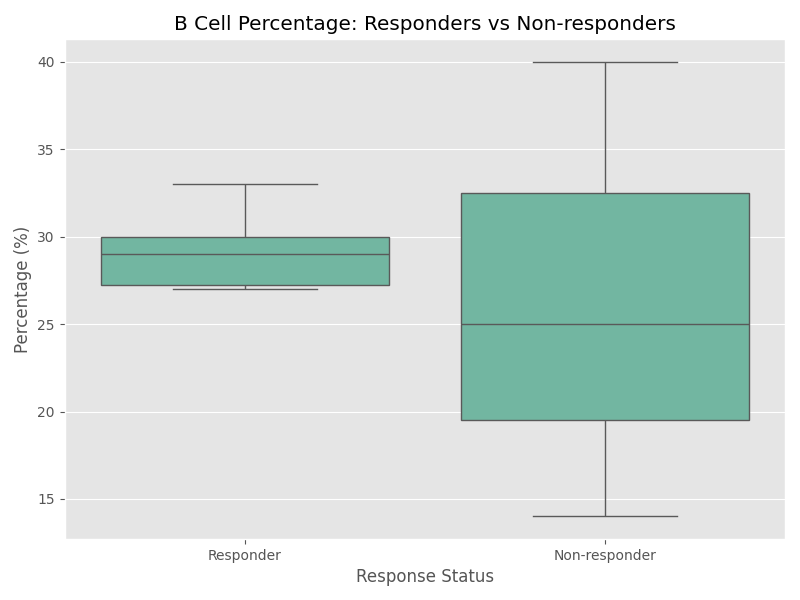 B Cell Percentage: Responders vs Non-responders
Percentage (%)
40
35
30
25
20
15
Responder
Non-responder
Response Status